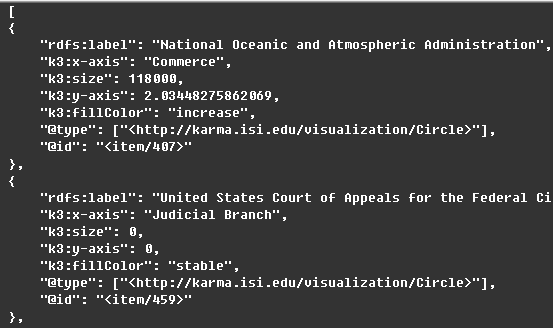 [
{
"rdfs:label": "National Oceanic and Atmospheric Administration",
"k3:x-axis": "Commerce",
"k3:size": 118000,
"k3:y-axis": 2.03448275862069,
"k3:fillColor": "increase",
"@type": ["<http://karma.isi.edu/visualization/Circle>"],
"@id": "<item/407>"
},
{
"rdfs:label": "United States Court of Appeals for the Federal Ci
"k3:x-axis": "Judicial Branch",
"k3:size": 0,
"k3:y-axis": 0,
"k3:fillColor": "stable",
"@type": ["<http://karma.isi.edu/visualization/Circle>"],
"@id": "<item/459>"
},